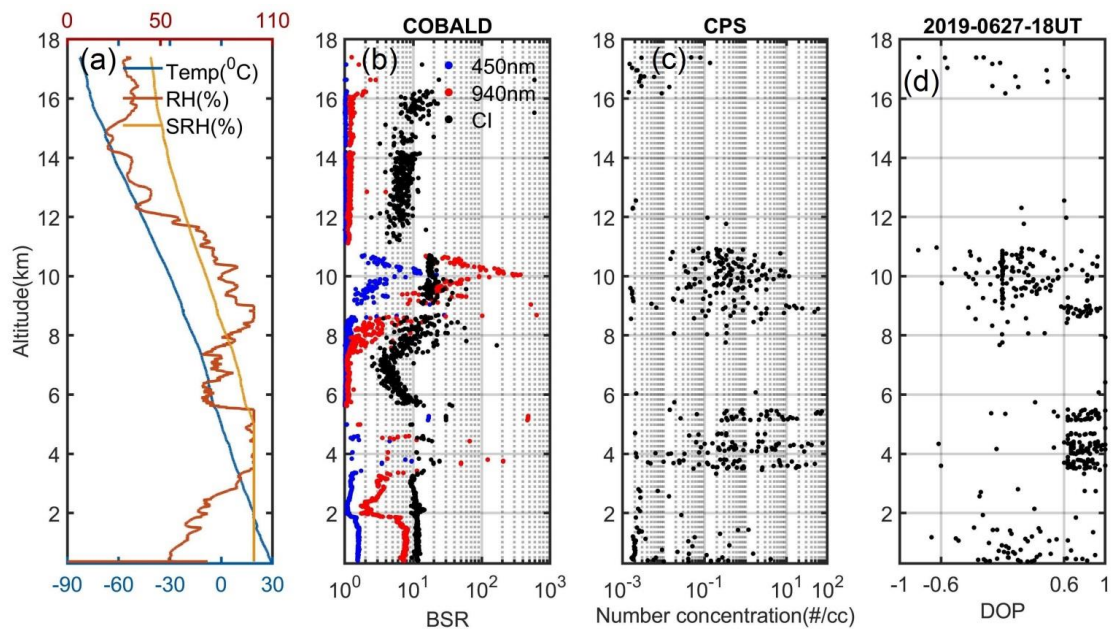 0 50 110
COBALD
CPS
2019-0627-18UT
18 16 14 12 10 8 6 4 2
(a)
Temp(⁰C)
RH(%)
SRH(%)
Altitude(km)
-90 -60 -30 0 30
18 16 14 12 10 8 6 4 2
(b)
450nm
940nm
CI
10⁰ 10¹ 10² 10³
BSR
18 16 14 12 10 8 6 4 2
(c)
10⁻³ 10⁻¹ 10⁰ 10¹ 10²
Number concentration(#/cc)
18 16 14 12 10 8 6 4 2
(d)
-1 -0.6 0.6 1
DOP